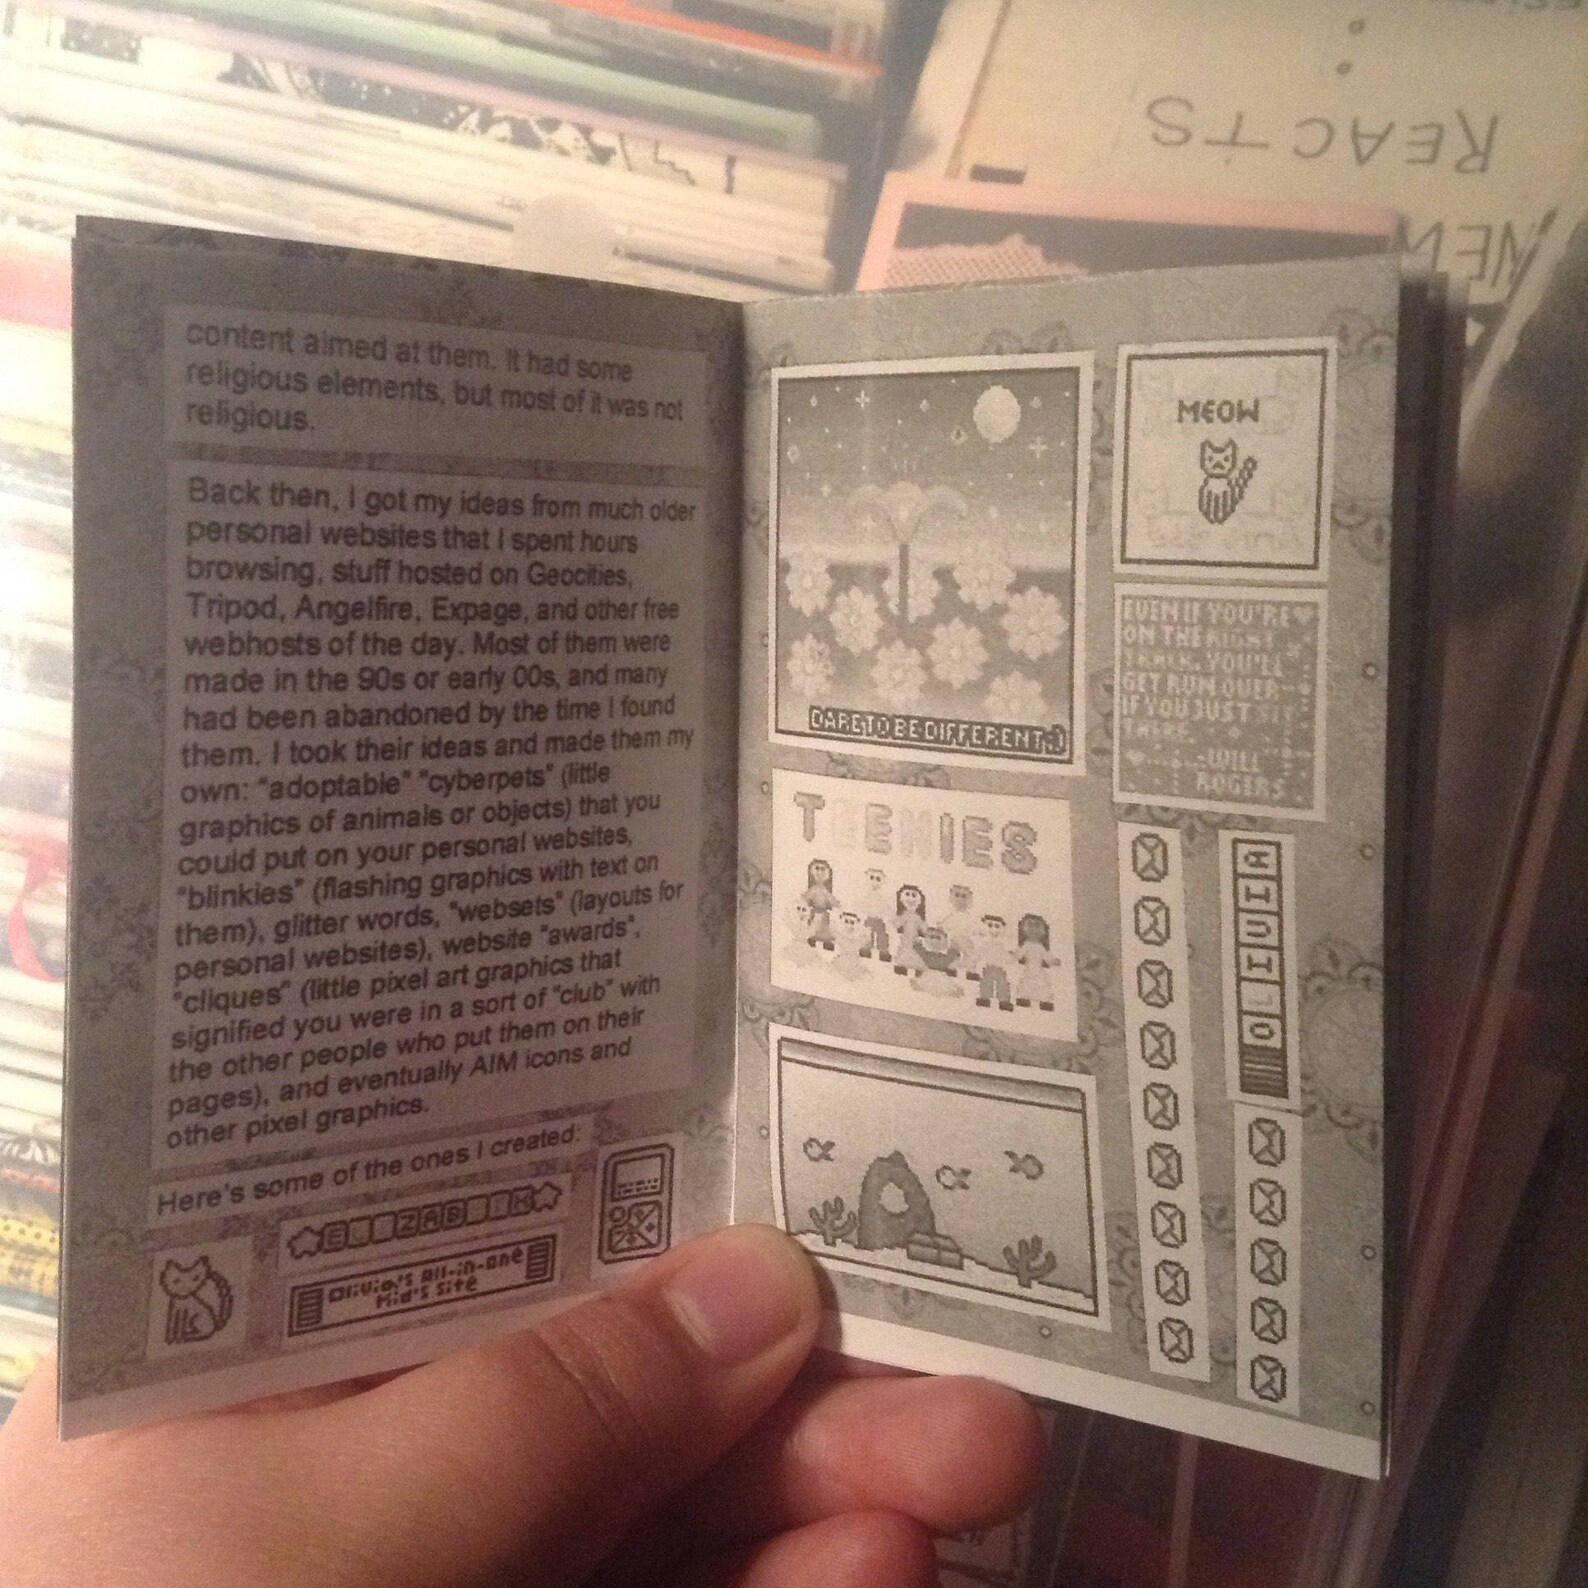 content aimed at them. It had some
religious elements, but most of it was not
religious.
Back then, I got my ideas from much older
personal websites that I spent hours
browsing, stuff hosted on Geocities,
Tripod, Angelfire, Expage, and other free
webhosts of the day. Most of them were
made in the 90s or early 00s, and many
had been abandoned by the time I found
them. I took their ideas and made them my
own: "adoptable" "cyberpets" (little
graphics of animals or objects) that you
could put on your personal websites,
"blinkies" (flashing graphics with text on
them), glitter words, "websets" (layouts for
personal websites), website "awards",
"cliques" (little pixel art graphics that
signified you were in a sort of "club" with
the other people who put them on their
pages), and eventually AIM icons and
other pixel graphics.
Here's some of the ones I created:
Olivia's All-in-one
Kid's Site
DARE TO BE DIFFERENT :)
TEENIES
MEOW
EVEN IF YOU'RE
ON THE RIGHT
TRACK, YOU'LL
GET RUN OVER
IF YOU JUST SIT
THERE.
WILL
ROGERS
OLIVIA
REACTS
NEW